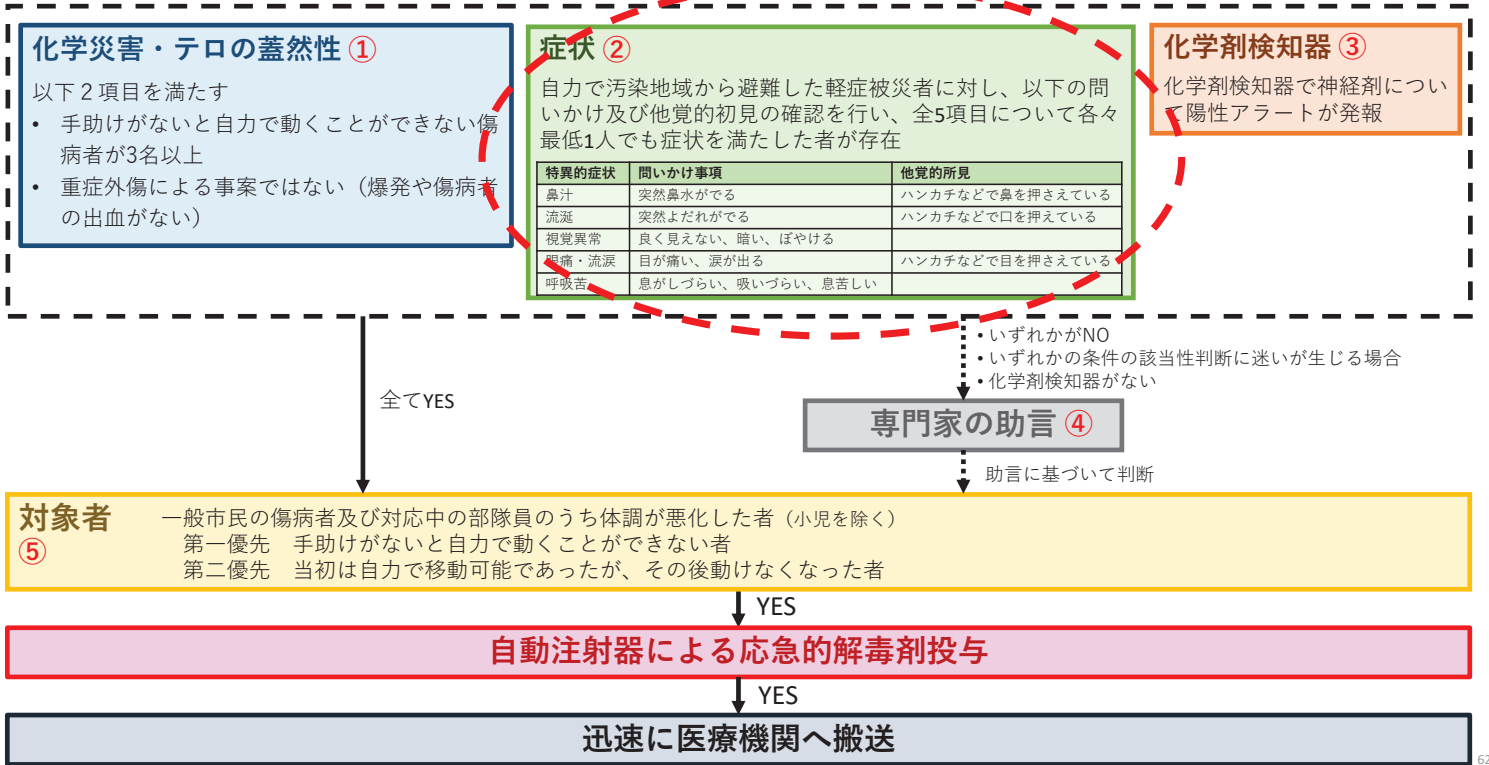 化学災害・テロの蓋然性 ①
以下２項目を満たす
• 手助けがないと自力で動くことができない傷
病者が3名以上
• 重症外傷による事案ではない（爆発や傷病者
の出血がない）
症状 ②
自力で汚染地域から避難した軽症被災者に対し、以下の問
いかけ及び他覚的初見の確認を行い、全5項目について各々
最低1人でも症状を満たした者が存在
特異的症状 問いかけ事項 他覚的所見
鼻汁 突然鼻水がでる ハンカチなどで鼻を押さえている
流涎 突然よだれがでる ハンカチなどで口を押えている
視覚異常 良く見えない、暗い、ぼやける
眼痛・流涙 目が痛い、涙が出る ハンカチなどで目を押さえている
呼吸苦 息がしづらい、吸いづらい、息苦しい
化学剤検知器 ③
化学剤検知器で神経剤につい
て陽性アラートが発報
全てYES
• いずれかがNO
• いずれかの条件の該当性判断に迷いが生じる場合
• 化学剤検知器がない
専門家の助言 ④
助言に基づいて判断
対象者
⑤
一般市民の傷病者及び対応中の部隊員のうち体調が悪化した者（小児を除く）
第一優先　手助けがないと自力で動くことができない者
第二優先　当初は自力で移動可能であったが、その後動けなくなった者
YES
自動注射器による応急的解毒剤投与
YES
迅速に医療機関へ搬送
62